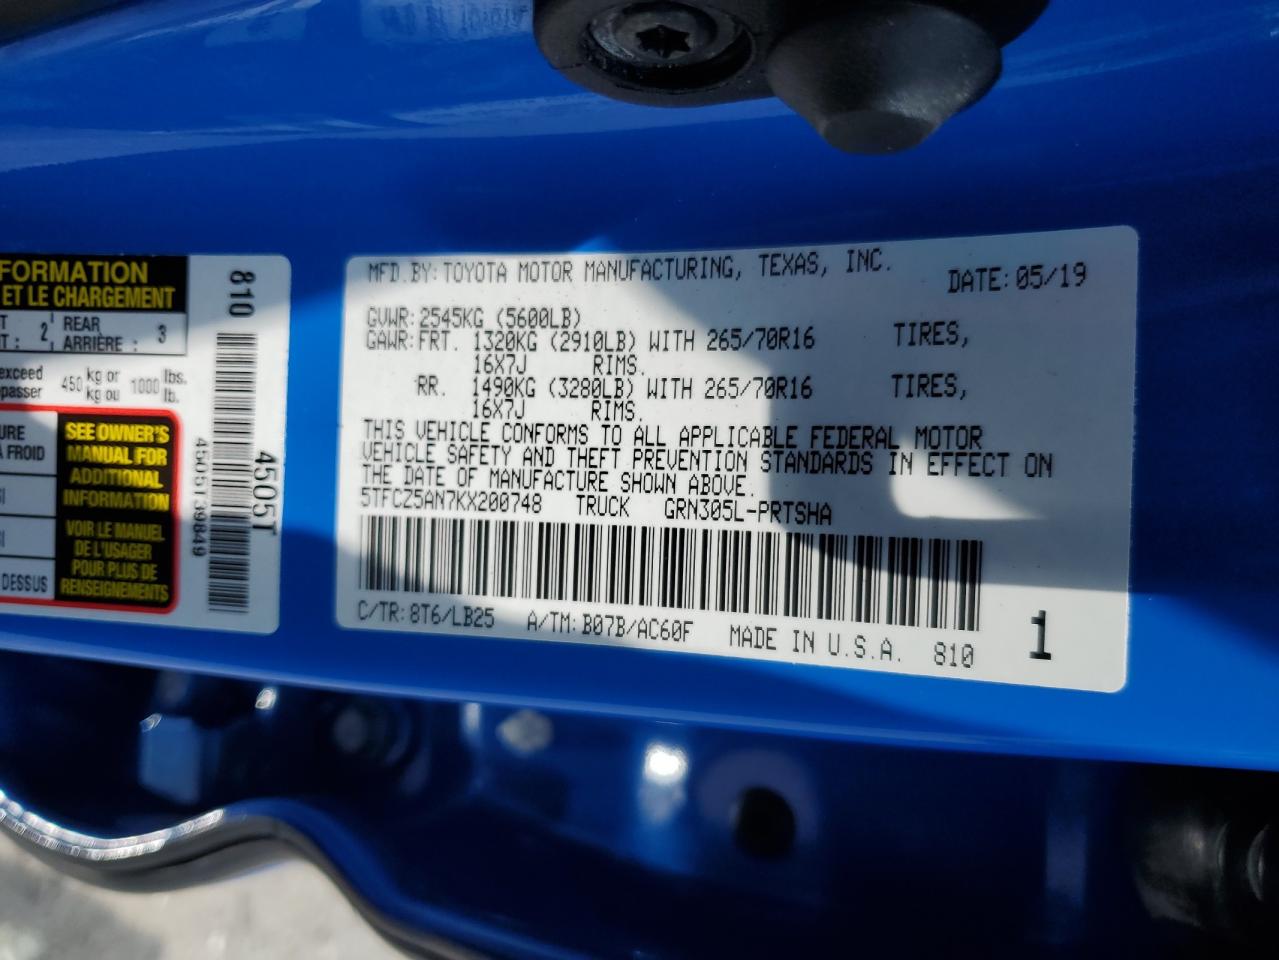 FORMATION
ET LE CHARGEMENT
2 REAR
ARRIÈRE : 3
exceed 450 kg or 1000 lbs.
kg ou lb.
A FROID
DESSUS
SEE OWNER'S
MANUAL FOR
ADDITIONAL
INFORMATION
VOIR LE MANUEL
DE L'USAGER
POUR PLUS DE
RENSEIGNEMENTS
810
4505T
4505T39849
MFD.BY:TOYOTA MOTOR MANUFACTURING, TEXAS, INC. DATE:05/19
GVWR:2545KG (5600LB)
GAWR:FRT. 1320KG (2910LB) WITH 265/70R16 TIRES,
16X7J RIMS.
RR. 1490KG (3280LB) WITH 265/70R16 TIRES,
16X7J RIMS.
THIS VEHICLE CONFORMS TO ALL APPLICABLE FEDERAL MOTOR
VEHICLE SAFETY AND THEFT PREVENTION STANDARDS IN EFFECT ON
THE DATE OF MANUFACTURE SHOWN ABOVE.
5TFCZ5AN7KX200748 TRUCK GRN305L-PRTSHA
C/TR:8T6/LB25 A/TM:B07B/AC60F MADE IN U.S.A. 810 1